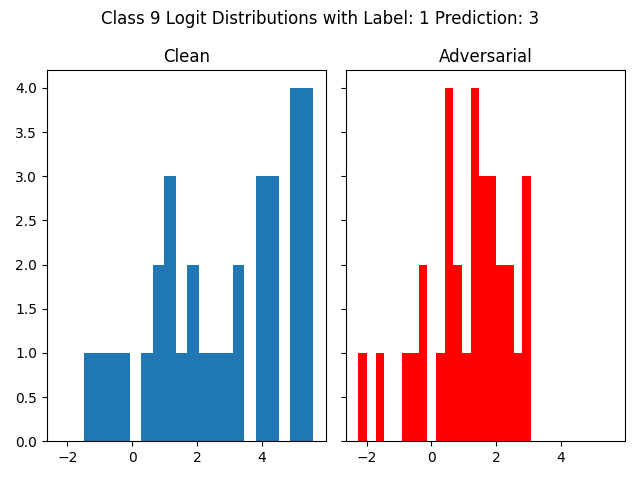 Class 9 Logit Distributions with Label: 1 Prediction: 3
Clean
Adversarial
4.0
3.5
3.0
2.5
2.0
1.5
1.0
0.5
0.0
−2 0 2 4
−2 0 2 4